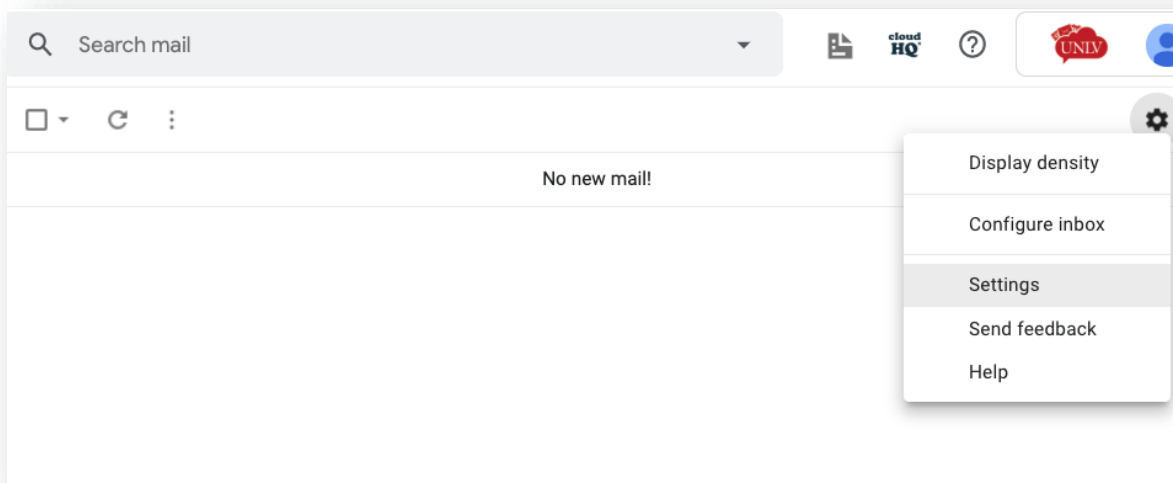 Search mail
cloud
HQ
UNLV
No new mail!
Display density
Configure inbox
Settings
Send feedback
Help